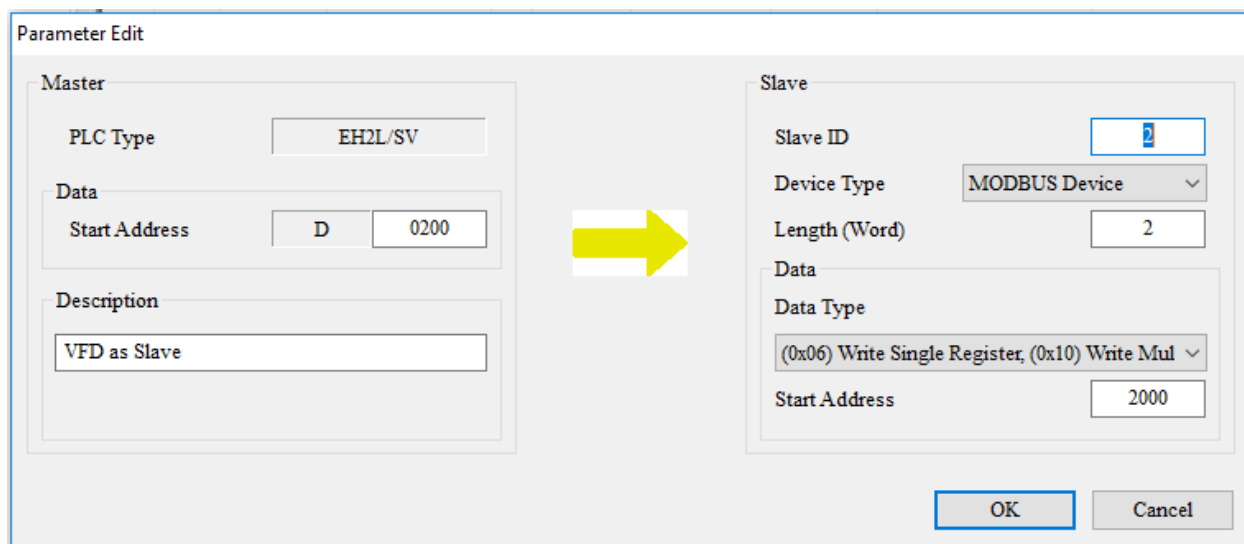 Parameter Edit
Master
PLC Type EH2L/SV
Data
Start Address D 0200
Description
VFD as Slave
Slave
Slave ID 2
Device Type MODBUS Device
Length (Word) 2
Data
Data Type
(0x06) Write Single Register, (0x10) Write Mul
Start Address 2000
OK Cancel